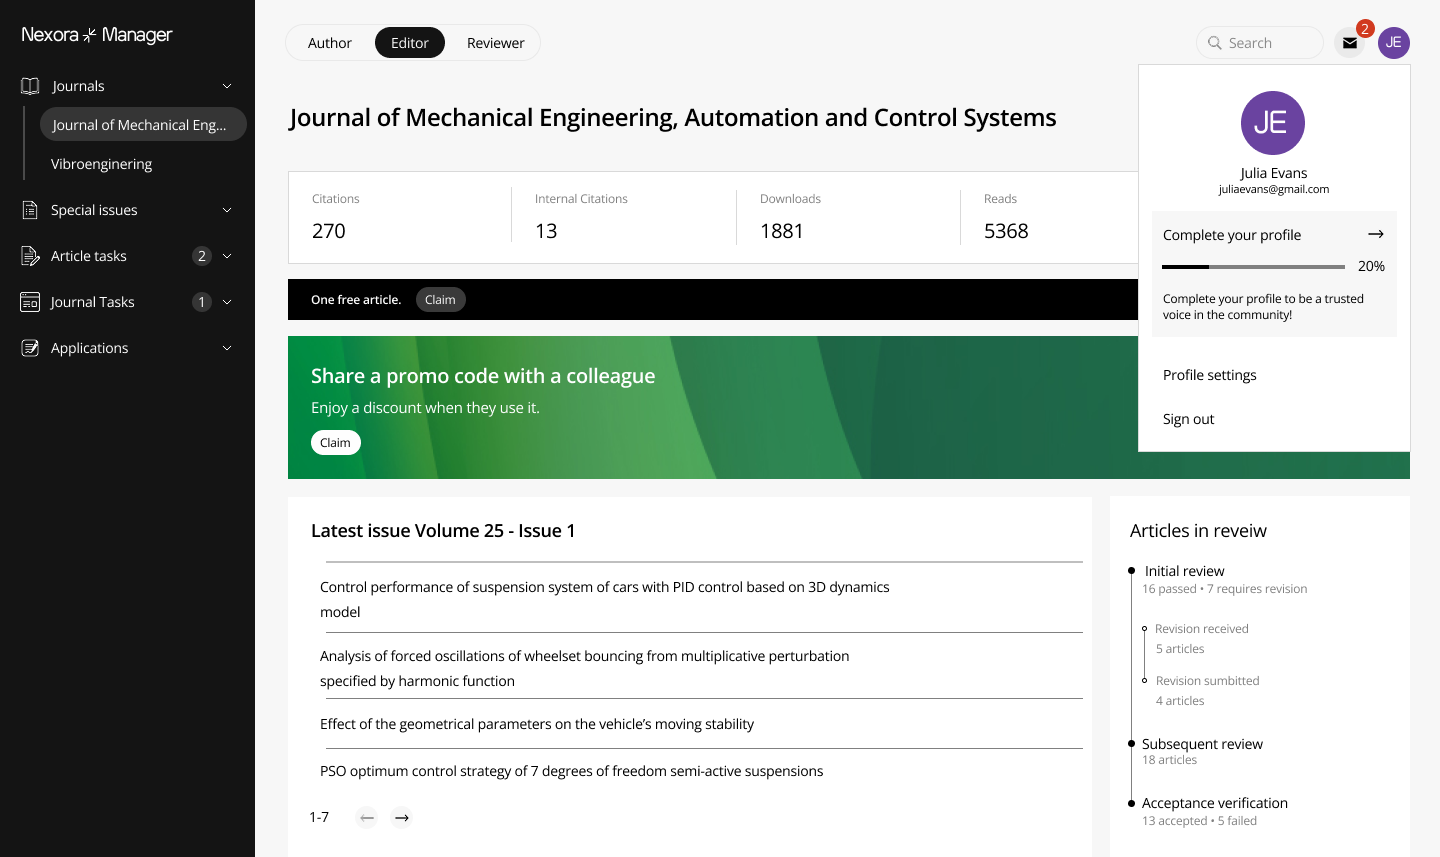 Nexora Manager
Journals
Journal of Mechanical Eng...
Vibroenginering
Special issues
Article tasks 2
Journal Tasks 1
Applications
Author Editor Reviewer
Search
2
JE
Journal of Mechanical Engineering, Automation and Control Systems
Citations
270
Internal Citations
13
Downloads
1881
Reads
5368
One free article. Claim
Share a promo code with a colleague
Enjoy a discount when they use it.
Claim
JE
Julia Evans
juliaevans@gmail.com
Complete your profile
20%
Complete your profile to be a trusted
voice in the community!
Profile settings
Sign out
Latest issue Volume 25 - Issue 1
Control performance of suspension system of cars with PID control based on 3D dynamics
model
Analysis of forced oscillations of wheelset bouncing from multiplicative perturbation
specified by harmonic function
Effect of the geometrical parameters on the vehicle’s moving stability
PSO optimum control strategy of 7 degrees of freedom semi-active suspensions
1-7
Articles in reveiw
Initial review
16 passed • 7 requires revision
Revision received
5 articles
Revision sumbitted
4 articles
Subsequent review
18 articles
Acceptance verification
13 accepted • 5 failed